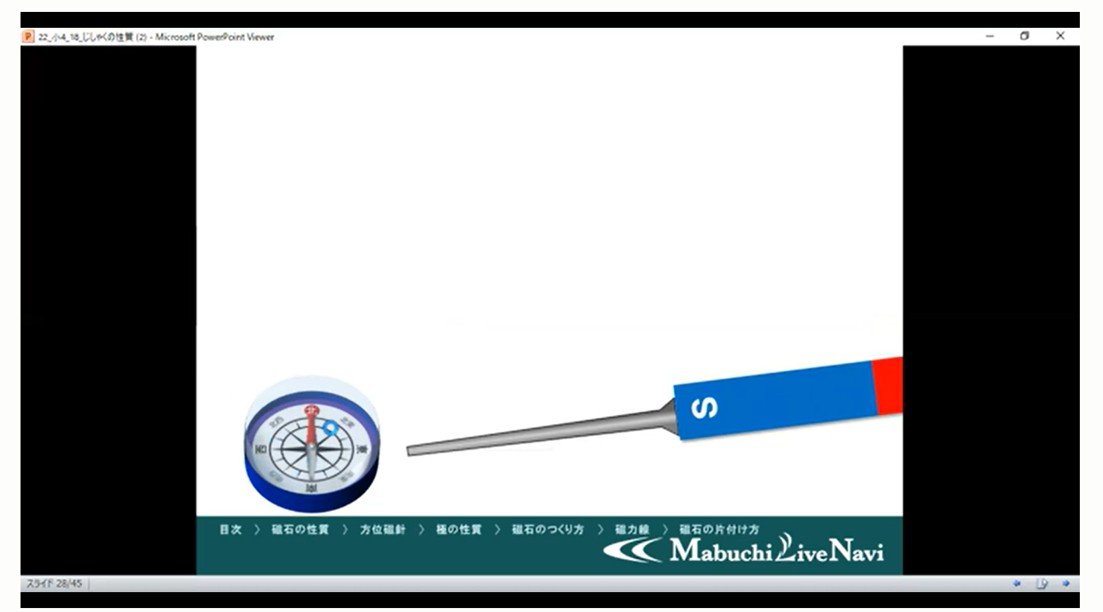 22_小4_18_じしゃくの性質 (2) - Microsoft PowerPoint Viewer
北
S
南
目次 〉 磁石の性質 〉 方位磁針 〉 極の性質 〉 磁石のつくり方 〉 磁力線 〉 磁石の片付け方
Mabuchi Live Navi
スライド 28/45